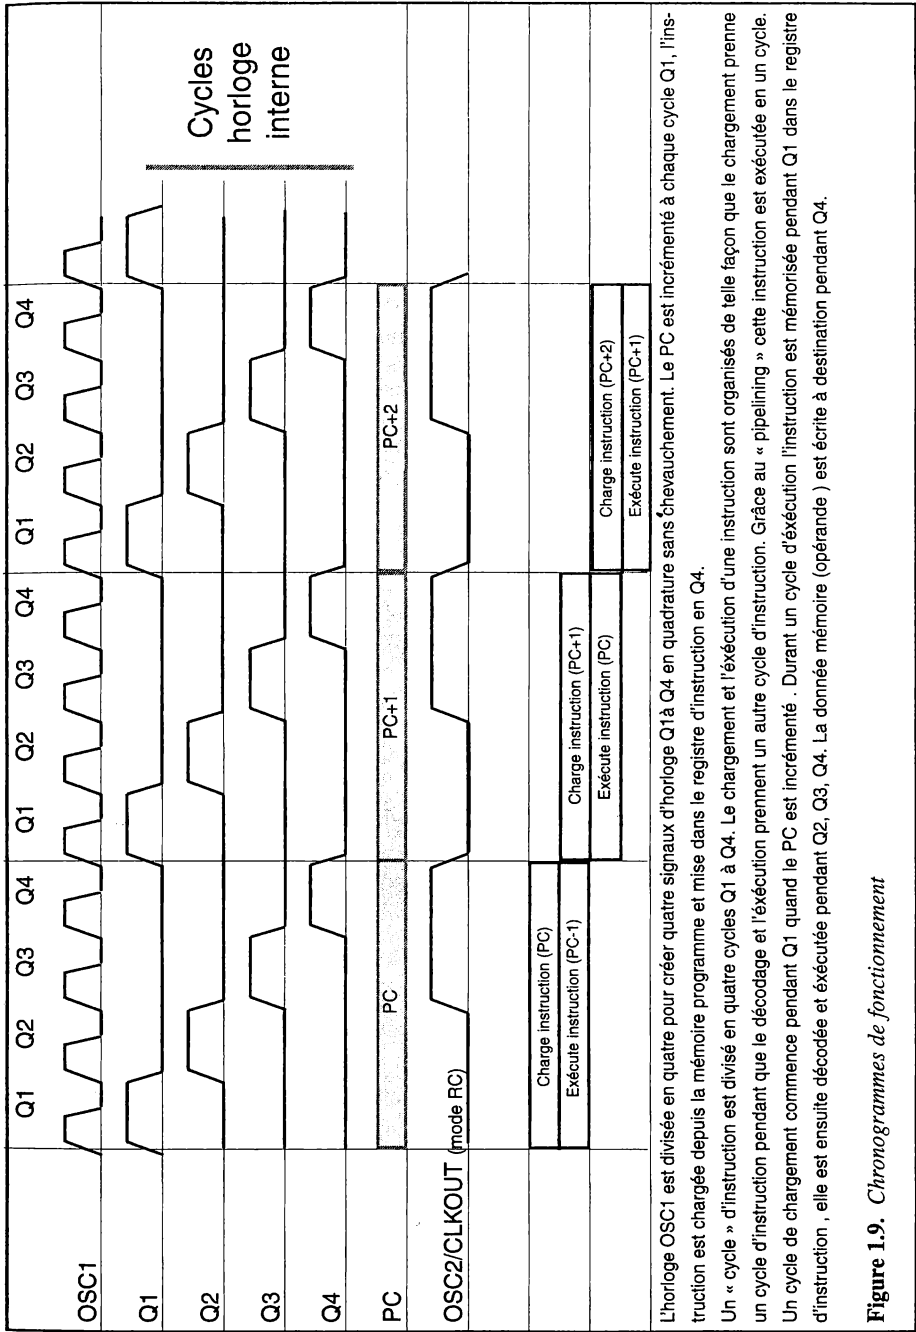 Q1 Q2 Q3 Q4 Q1 Q2 Q3 Q4 Q1 Q2 Q3 Q4
OSC1
Q1
Q2
Q3
Q4
Cycles
horloge
interne
PC
PC
PC+1
PC+2
OSC2/CLKOUT (mode RC)
Charge instruction (PC)
Exécute instruction (PC-1)
Charge instruction (PC+1)
Exécute instruction (PC)
Charge instruction (PC+2)
Exécute instruction (PC+1)
L'horloge OSC1 est divisée en quatre pour créer quatre signaux d'horloge Q1à Q4 en quadrature sans chevauchement. Le PC est incrémenté à chaque cycle Q1, l'ins-
truction est chargée depuis la mémoire programme et mise dans le registre d'instruction en Q4.
Un « cycle » d'instruction est divisé en quatre cycles Q1 à Q4. Le chargement et l'éxécution d'une instruction sont organisés de telle façon que le chargement prenne
un cycle d'instruction pendant que le décodage et l'éxécution prennent un autre cycle d'instruction. Grâce au « pipelining » cette instruction est exécutée en un cycle.
Un cycle de chargement commence pendant Q1 quand le PC est incrémenté . Durant un cycle d'éxécution l'instruction est mémorisée pendant Q1 dans le registre
d'instruction , elle est ensuite décodée et éxécutée pendant Q2, Q3, Q4. La donnée mémoire (opérande ) est écrite à destination pendant Q4.
Figure 1.9. Chronogrammes de fonctionnement